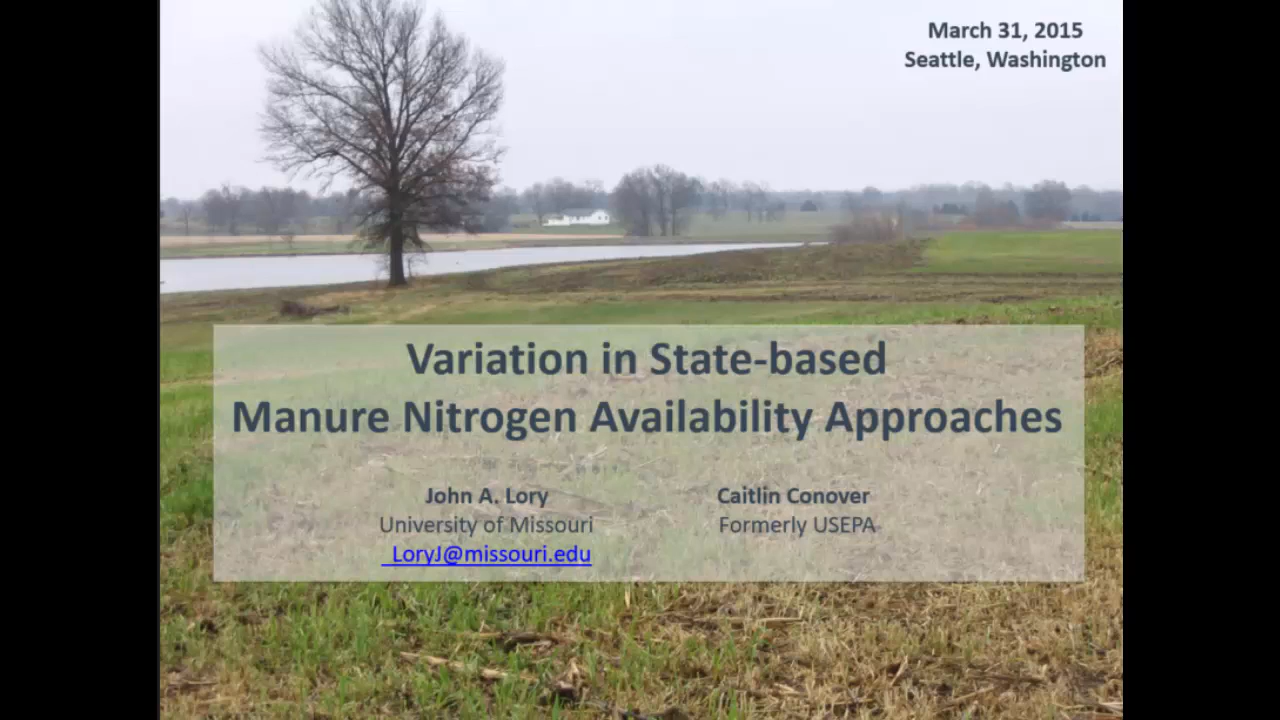 March 31, 2015
Seattle, Washington
Variation in State-based
Manure Nitrogen Availability Approaches
John A. Lory
Caitlin Conover
University of Missouri
Formerly USEPA
LoryJ@missouri.edu